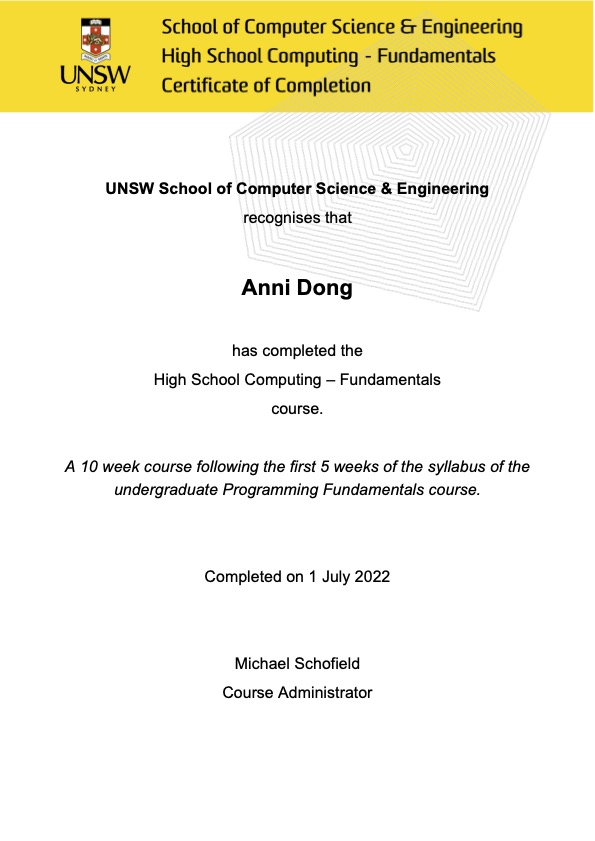 School of Computer Science & Engineering
High School Computing - Fundamentals
Certificate of Completion
UNSW
SYDNEY
UNSW School of Computer Science & Engineering
recognises that
Anni Dong
has completed the
High School Computing – Fundamentals
course.
A 10 week course following the first 5 weeks of the syllabus of the
undergraduate Programming Fundamentals course.
Completed on 1 July 2022
Michael Schofield
Course Administrator